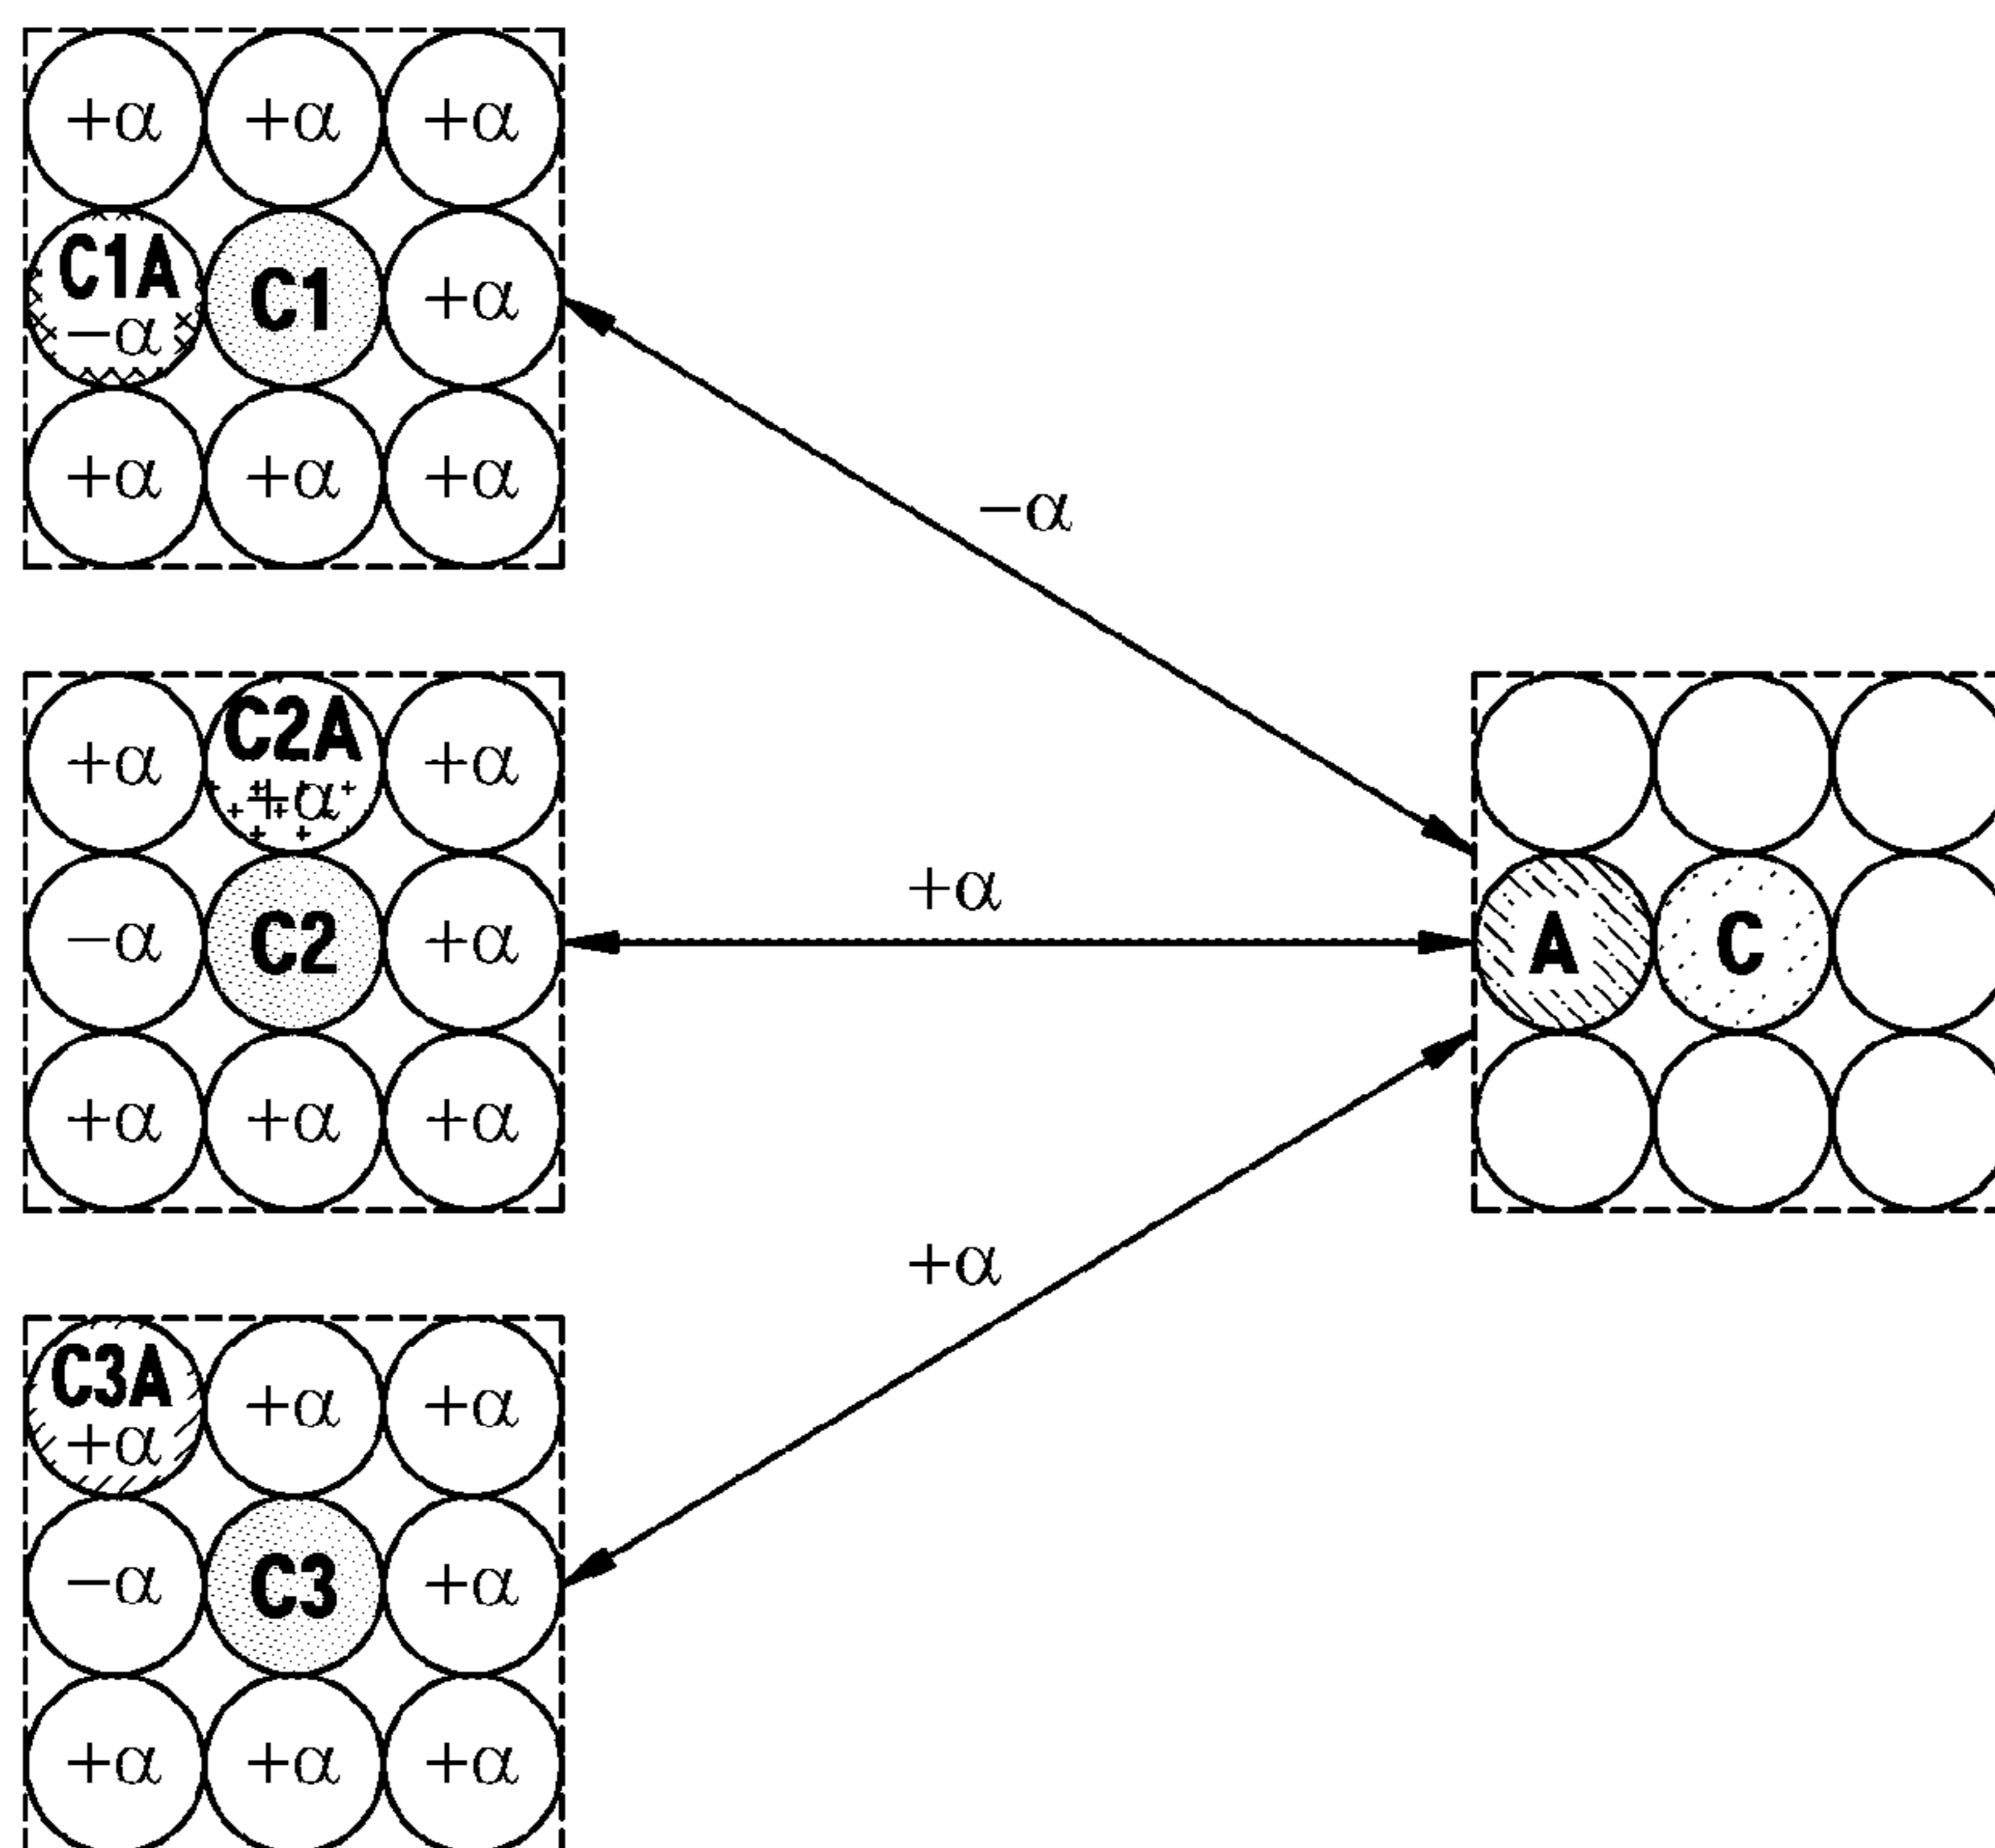 +α +α +α
C1A −α C1 +α
+α +α +α
−α
+α C2A +α +α
+α
−α C2 +α A C
+α +α +α
+α
C3A +α +α +α
−α C3 +α
+α +α +α